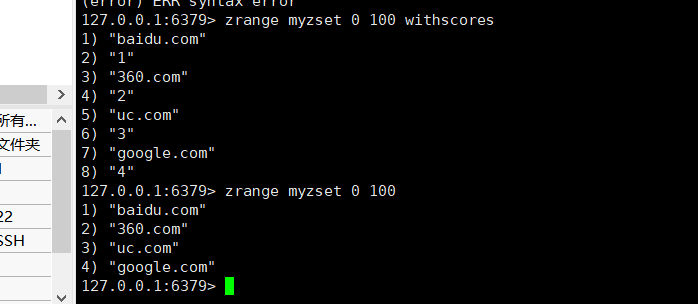 (error) ERR syntax error
127.0.0.1:6379> zrange myzset 0 100 withscores
1) "baidu.com"
2) "1"
3) "360.com"
4) "2"
5) "uc.com"
6) "3"
7) "google.com"
8) "4"
127.0.0.1:6379> zrange myzset 0 100
1) "baidu.com"
2) "360.com"
3) "uc.com"
4) "google.com"
127.0.0.1:6379>
所有...
文件夹
22
SSH